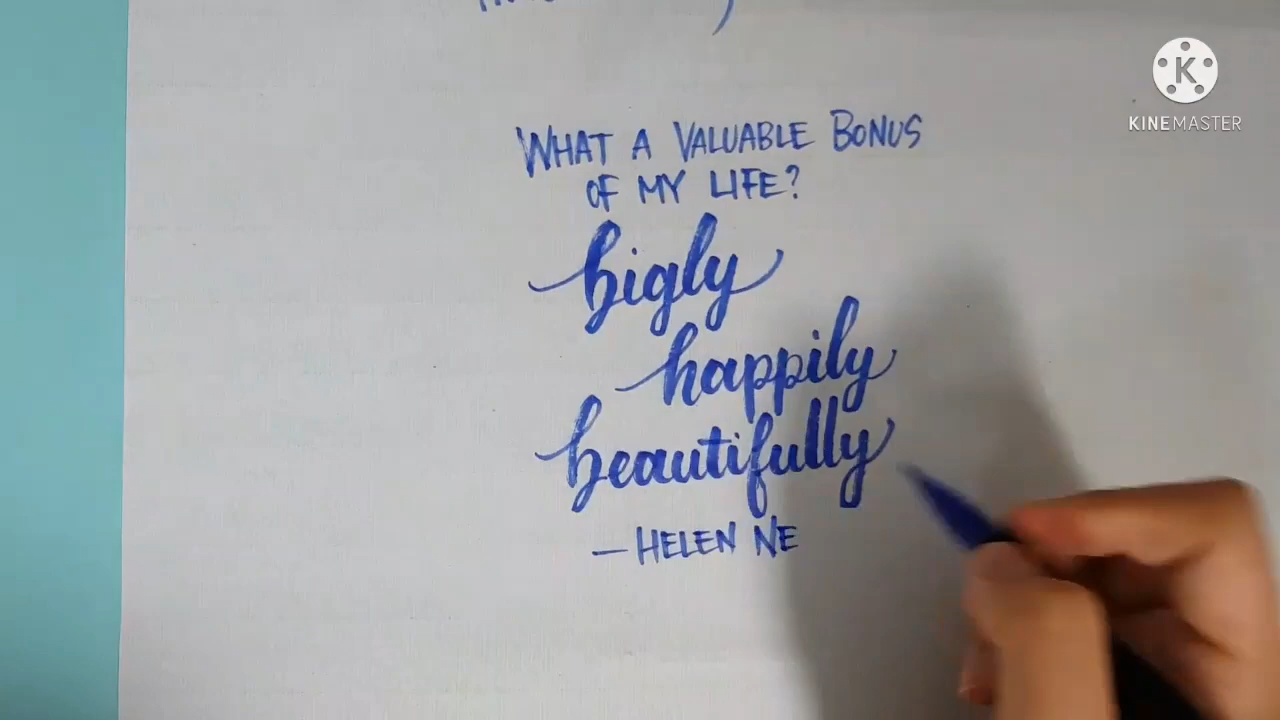 WHAT A VALUABLE BONUS
OF MY LIFE?
bigly
happily
beautifully
— HELEN NE
K
KINEMASTER